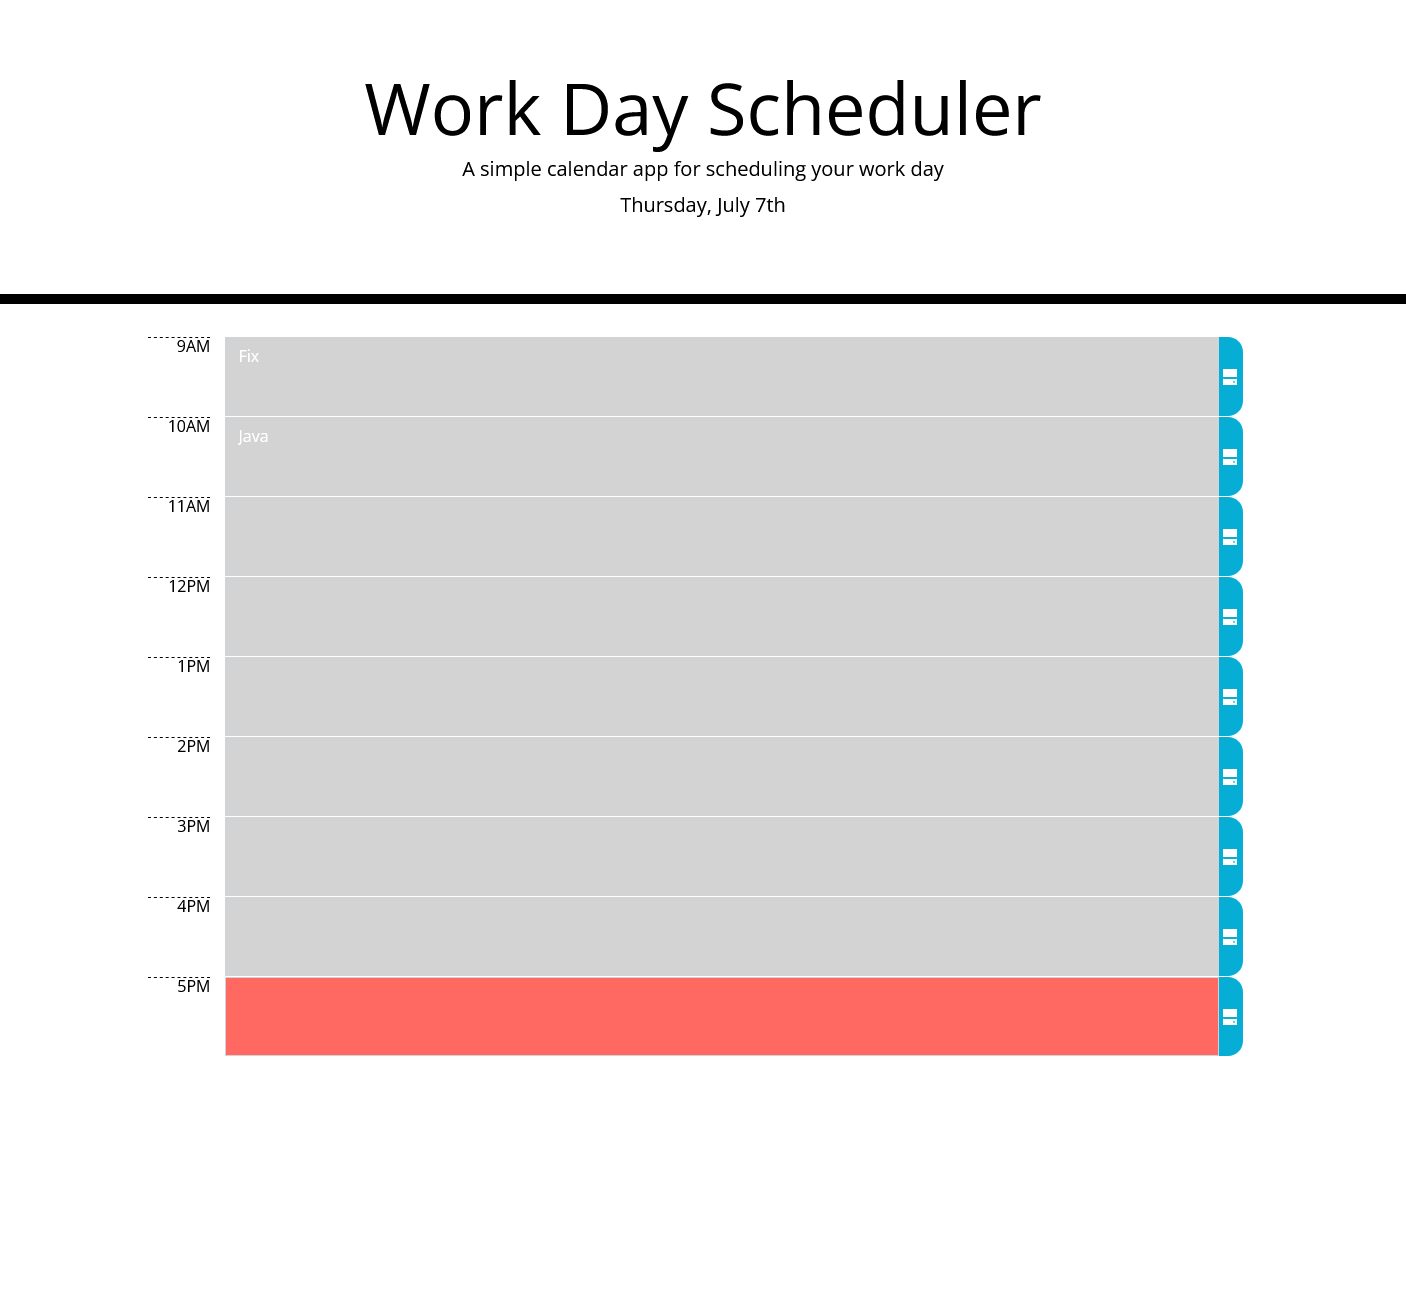 Work Day Scheduler
A simple calendar app for scheduling your work day
Thursday, July 7th
9AM
Fix
10AM
Java
11AM
12PM
1PM
2PM
3PM
4PM
5PM